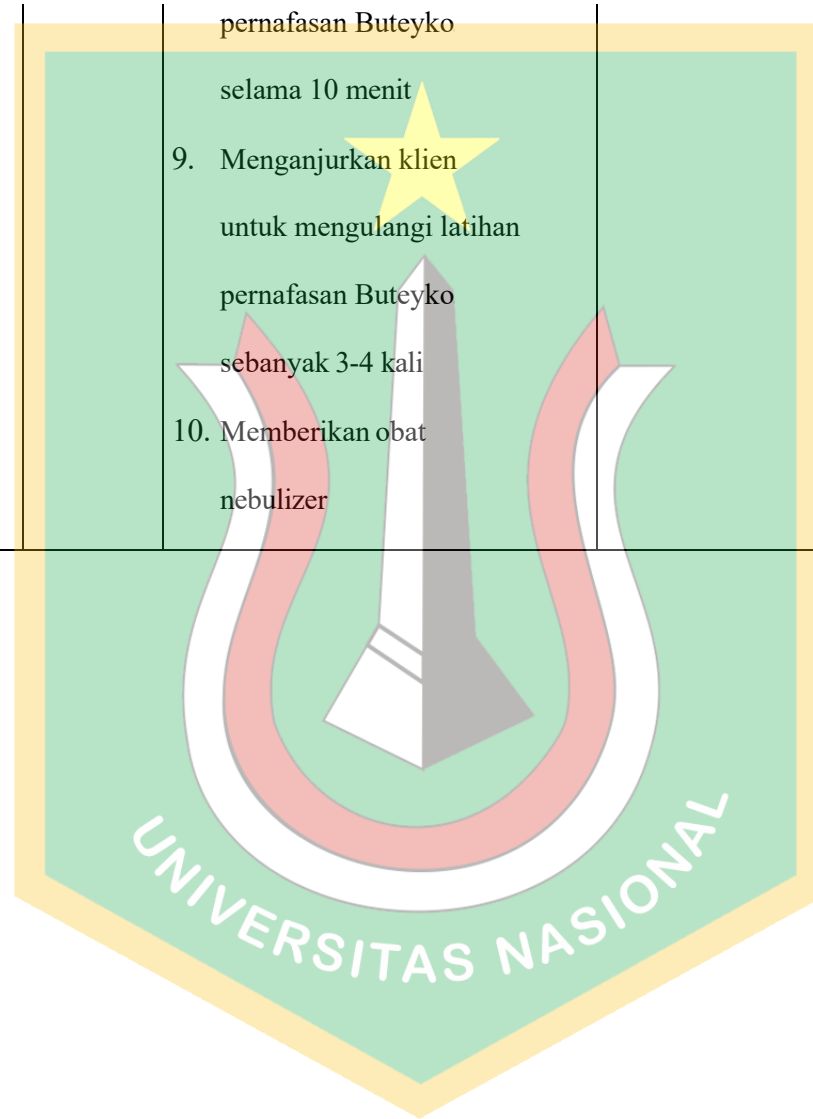 pernafasan Buteyko
selama 10 menit
9. Menganjurkan klien
untuk mengulangi latihan
pernafasan Buteyko
sebanyak 3-4 kali
10. Memberikan obat
nebulizer
UNIVERSITAS NASIONAL